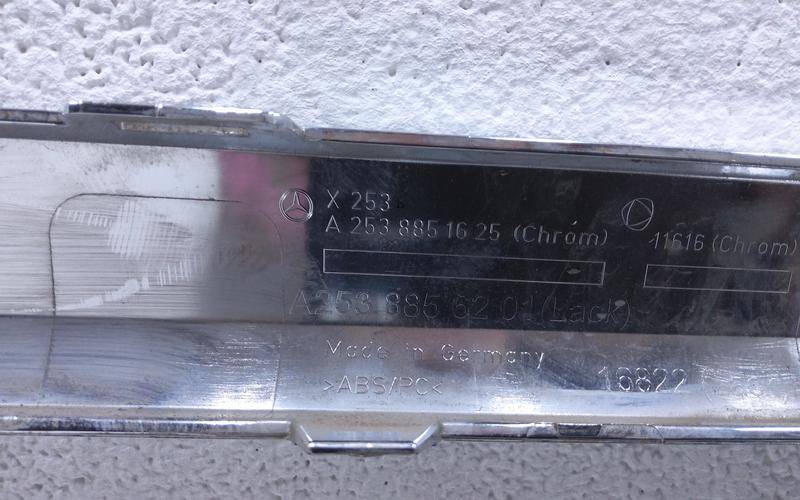 X 253
A 253 885 16 25 (Chrom)
11616 (Chrom)
A253 885 62 01 (Lack)
Made in Germany
>ABS/PC<
16822